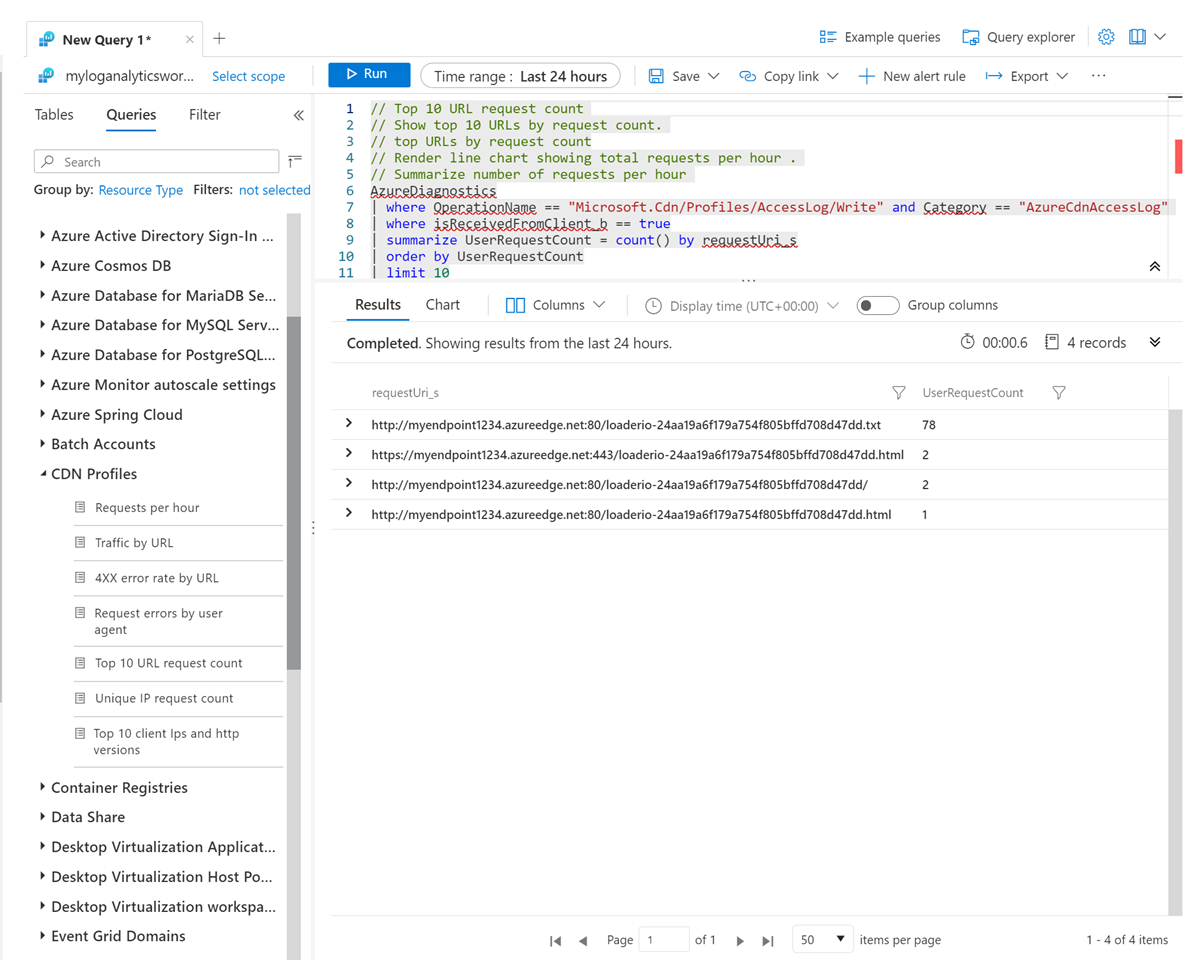 New Query 1*
Example queries
Query explorer
myloganalyticswor...
Select scope
Run
Time range : Last 24 hours
Save
Copy link
New alert rule
Export
Tables
Queries
Filter
Search
Group by: Resource Type Filters: not selected
Azure Active Directory Sign-In ...
Azure Cosmos DB
Azure Database for MariaDB Se...
Azure Database for MySQL Serv...
Azure Database for PostgreSQL...
Azure Monitor autoscale settings
Azure Spring Cloud
Batch Accounts
CDN Profiles
Requests per hour
Traffic by URL
4XX error rate by URL
Request errors by user
agent
Top 10 URL request count
Unique IP request count
Top 10 client Ips and http
versions
Container Registries
Data Share
Desktop Virtualization Applicat...
Desktop Virtualization Host Po...
Desktop Virtualization workspa...
Event Grid Domains
1 // Top 10 URL request count
2 // Show top 10 URLs by request count.
3 // top URLs by request count
4 // Render line chart showing total requests per hour .
5 // Summarize number of requests per hour
6 AzureDiagnostics
7 | where OperationName == "Microsoft.Cdn/Profiles/AccessLog/Write" and Category == "AzureCdnAccessLog"
8 | where isReceivedFromClient_b == true
9 | summarize UserRequestCount = count() by requestUri_s
10 | order by UserRequestCount
11 | limit 10
Results
Chart
Columns
Display time (UTC+00:00)
Group columns
Completed. Showing results from the last 24 hours.
00:00.6
4 records
requestUri_s UserRequestCount
http://myendpoint1234.azureedge.net:80/loaderio-24aa19a6f179a754f805bffd708d47dd.txt 78
https://myendpoint1234.azureedge.net:443/loaderio-24aa19a6f179a754f805bffd708d47dd.html 2
http://myendpoint1234.azureedge.net:80/loaderio-24aa19a6f179a754f805bffd708d47dd/ 2
http://myendpoint1234.azureedge.net:80/loaderio-24aa19a6f179a754f805bffd708d47dd.html 1
Page 1 of 1
50 items per page
1 - 4 of 4 items